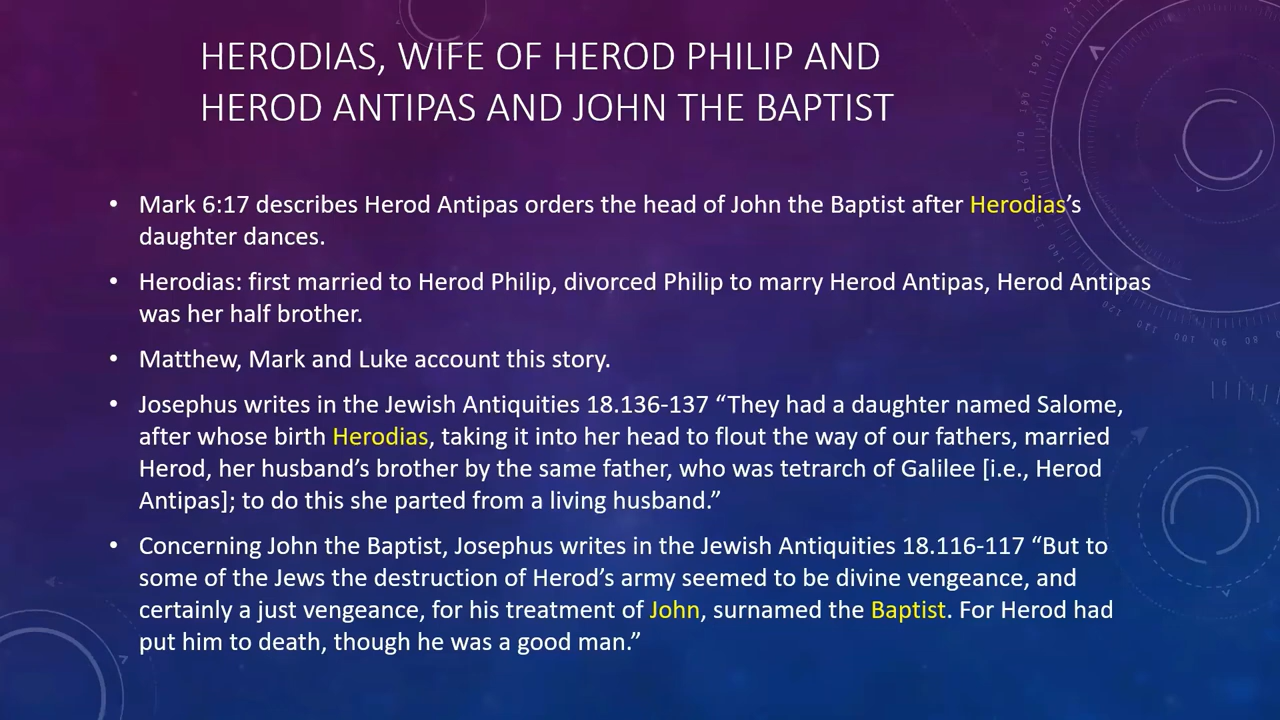 HERODIAS, WIFE OF HEROD PHILIP AND
HEROD ANTIPAS AND JOHN THE BAPTIST
• Mark 6:17 describes Herod Antipas orders the head of John the Baptist after Herodias’s
daughter dances.
• Herodias: first married to Herod Philip, divorced Philip to marry Herod Antipas, Herod Antipas
was her half brother.
• Matthew, Mark and Luke account this story.
• Josephus writes in the Jewish Antiquities 18.136-137 “They had a daughter named Salome,
after whose birth Herodias, taking it into her head to flout the way of our fathers, married
Herod, her husband’s brother by the same father, who was tetrarch of Galilee [i.e., Herod
Antipas]; to do this she parted from a living husband.”
• Concerning John the Baptist, Josephus writes in the Jewish Antiquities 18.116-117 “But to
some of the Jews the destruction of Herod’s army seemed to be divine vengeance, and
certainly a just vengeance, for his treatment of John, surnamed the Baptist. For Herod had
put him to death, though he was a good man.”